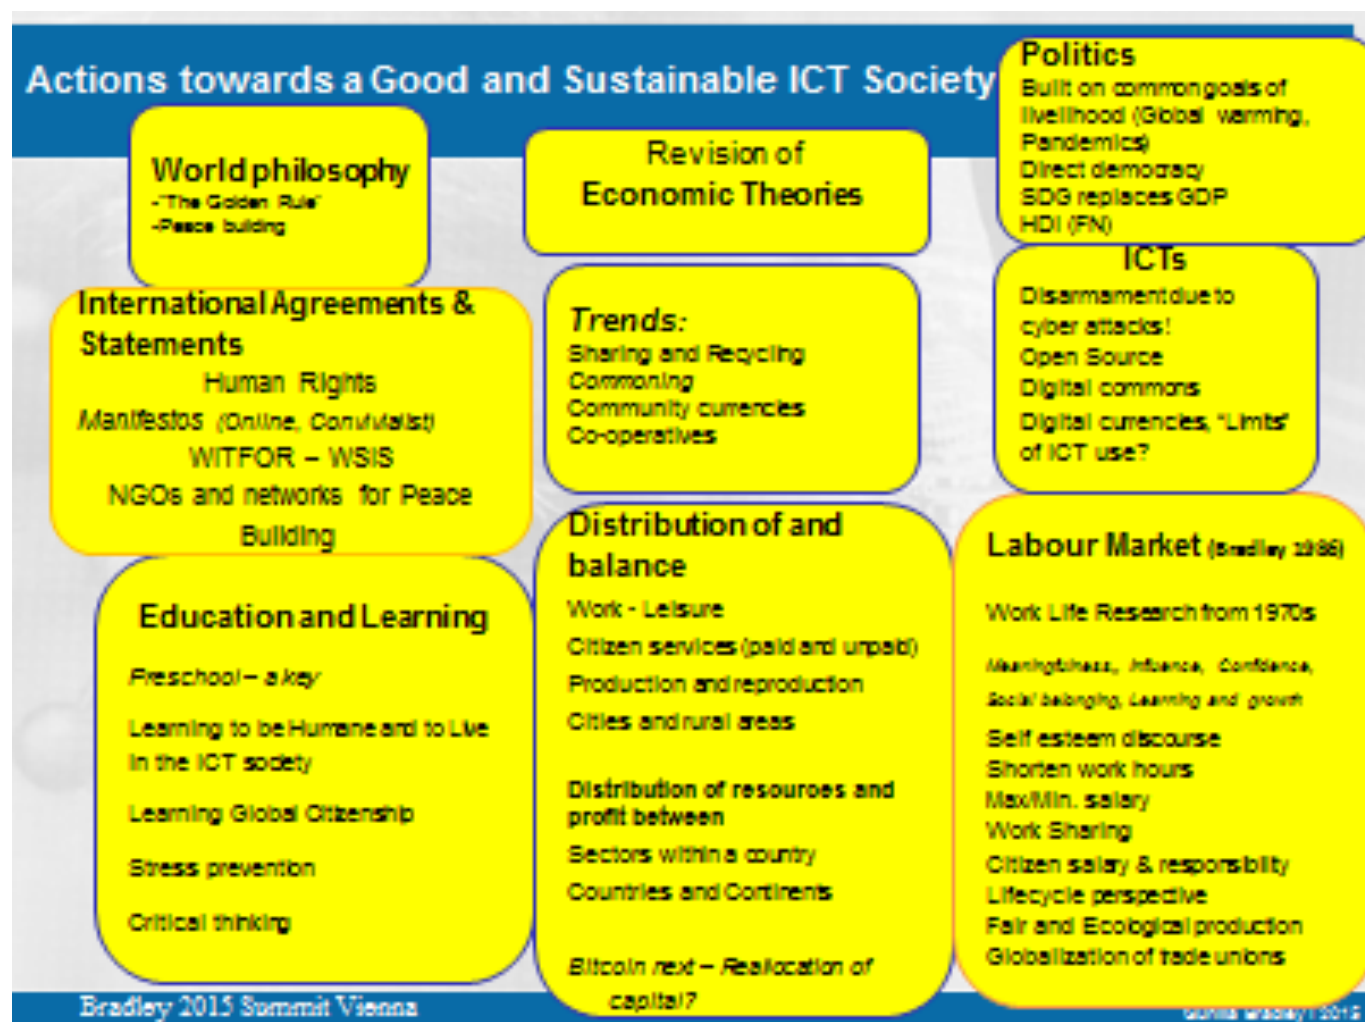 Actions towards a Good and Sustainable ICT Society
World philosophy
-"The Golden Rule"
-Peace building
International Agreements &
Statements
Human Rights
Manifestos (Online, Convivialist)
WITFOR – WSIS
NGOs and networks for Peace
Building
Education and Learning
Preschool – a key
Learning to be Humane and to Live
in the ICT society
Learning Global Citizenship
Stress prevention
Critical thinking
Revision of
Economic Theories
Trends:
Sharing and Recycling
Commoning
Community currencies
Co-operatives
Distribution of and
balance
Work - Leisure
Citizen services (paid and unpaid)
Production and reproduction
Cities and rural areas
Distribution of resources and
profit between
Sectors within a country
Countries and Continents
Bitcoin next – Reallocation of
capital?
Politics
Built on common goals of
livelihood (Global warming,
Pandemics)
Direct democracy
SDG replaces GDP
HDI (FN)
ICTs
Disarmament due to
cyber attacks!
Open Source
Digital commons
Digital currencies, "Limits"
of ICT use?
Labour Market (Bradley 1986)
Work Life Research from 1970s
Meaningfulness, Influence, Confidence,
Social belonging, Learning and growth
Self esteem discourse
Shorten work hours
Max/Min. salary
Work Sharing
Citizen salary & responsibility
Lifecycle perspective
Fair and Ecological production
Globalization of trade unions
Bradley 2015 Summit Vienna
Gunilla Bradley